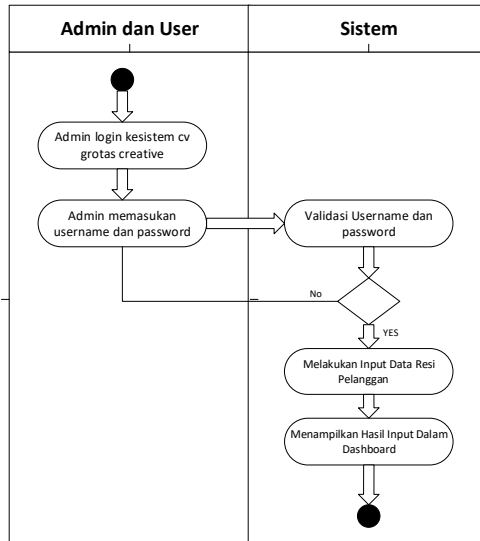 Admin dan User
Sistem
Admin login kesistem cv
grotas creative
Admin memasukan
username dan password
Validasi Username dan
password
No
YES
Melakukan Input Data Resi
Pelanggan
Menampilkan Hasil Input Dalam
Dashboard